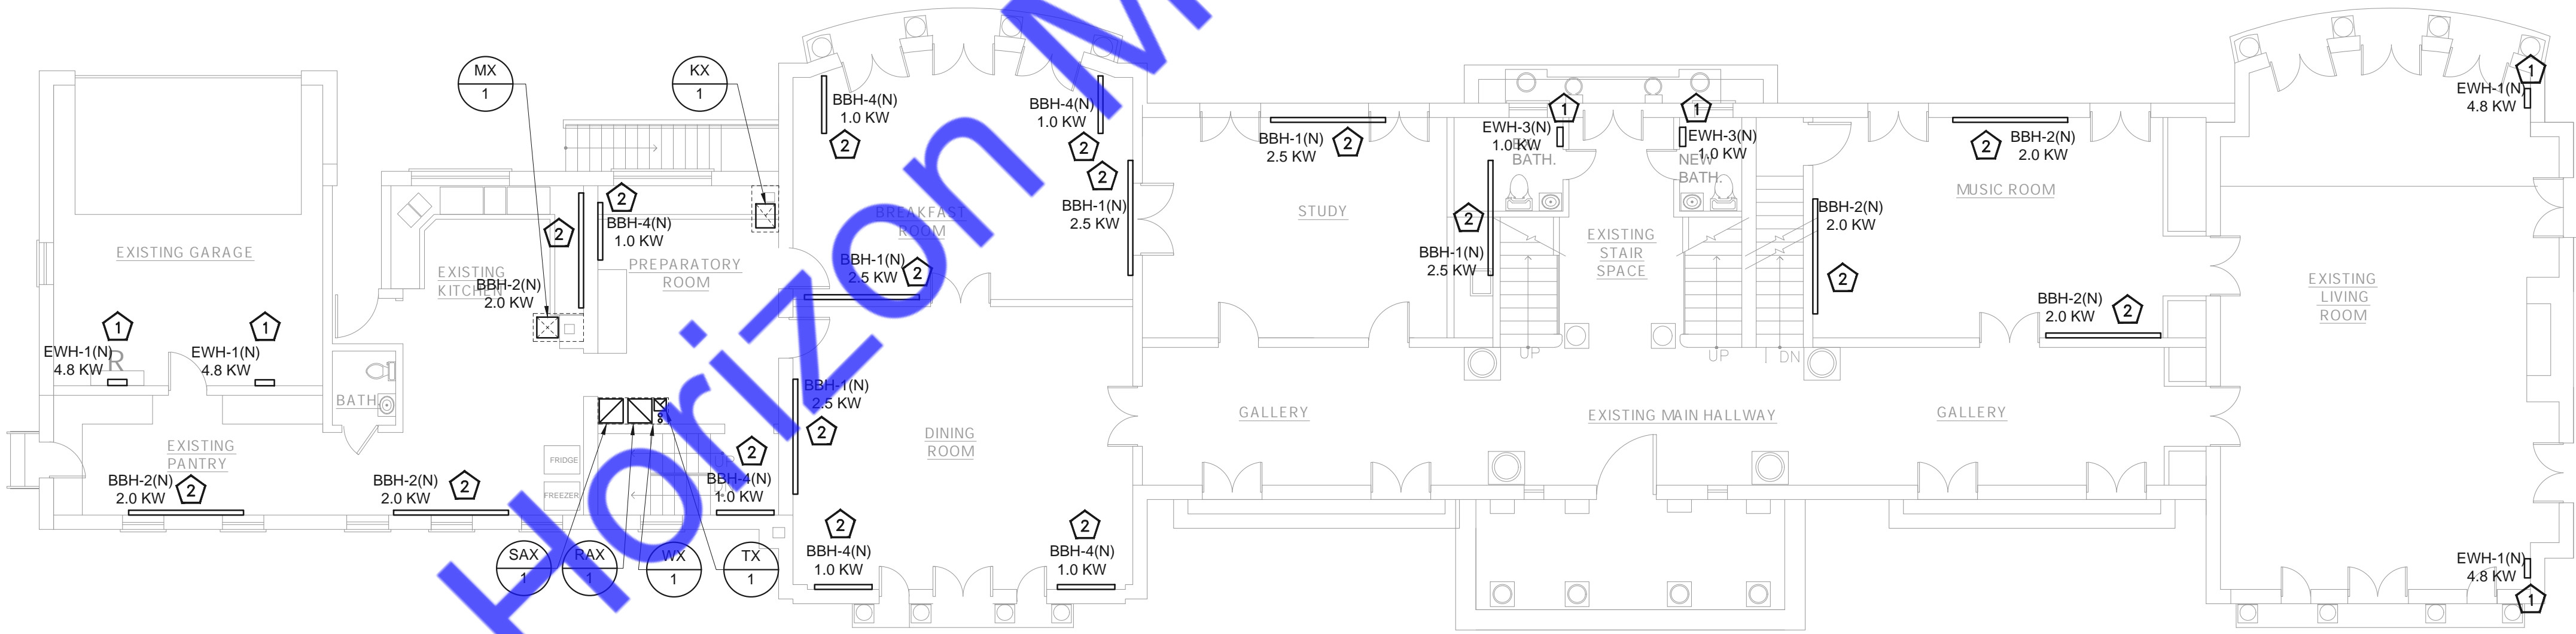 MX
1
KX
1
BBH-4(N)
1.0 KW
2
BBH-4(N)
1.0 KW
2
2
BBH-1(N)
2.5 KW
BREAKFAST
ROOM
BBH-1(N)
2.5 KW
2
EXISTING GARAGE
1
EWH-1(N)
4.8 KW
R
1
EWH-1(N)
4.8 KW
EXISTING
KITCHEN
2
BBH-2(N)
2.0 KW
2
BBH-4(N)
1.0 KW
PREPARATORY
ROOM
BATH.
EXISTING
PANTRY
BBH-2(N)
2.0 KW
2
BBH-2(N)
2.0 KW
2
FRIDGE
FREEZER
2
BBH-4(N)
1.0 KW
SAX
1
RAX
1
WX
1
TX
1
BBH-1(N)
2.5 KW
2
DINING
ROOM
2
BBH-4(N)
1.0 KW
2
BBH-4(N)
1.0 KW
BBH-1(N)
2.5 KW
2
STUDY
2
BBH-1(N)
2.5 KW
1
EWH-3(N)
1.0 KW
BATH.
1
EWH-3(N)
1.0 KW
NEW
BATH.
EXISTING
STAIR
SPACE
UP
UP
DN
BBH-2(N)
2.0 KW
2
2
BBH-2(N)
2.0 KW
MUSIC ROOM
BBH-2(N)
2.0 KW
2
GALLERY
EXISTING MAIN HALLWAY
GALLERY
1
EWH-1(N)
4.8 KW
EXISTING
LIVING
ROOM
EWH-1(N)
4.8 KW
1
Horizon M